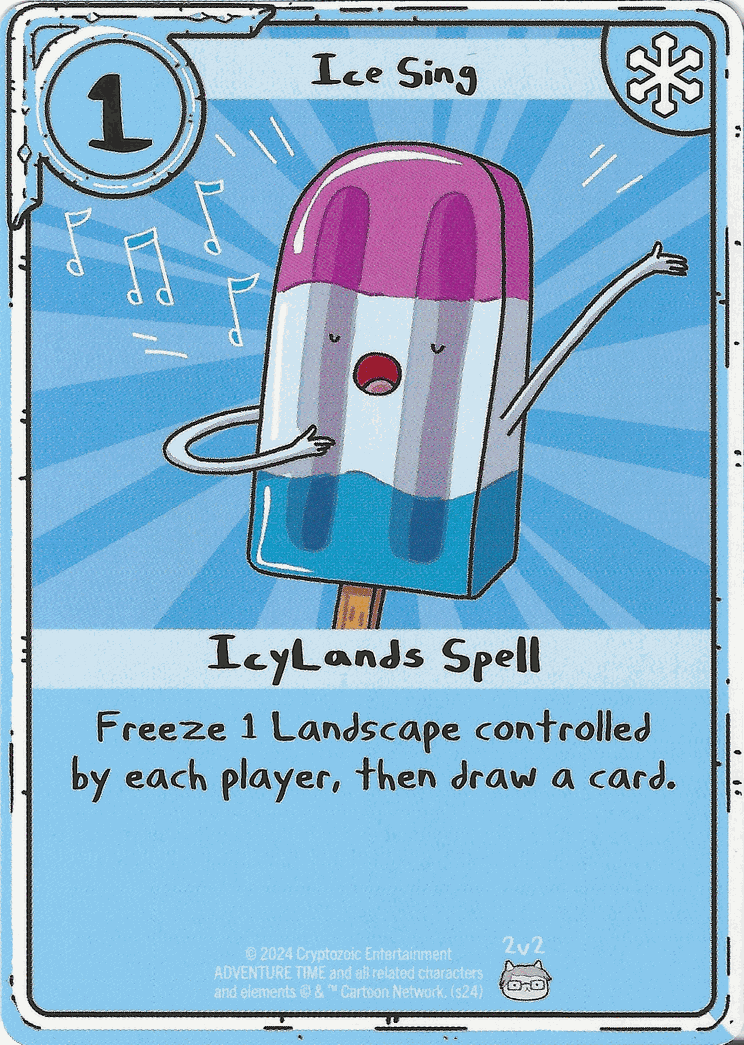 1
Ice Sing
IcyLands Spell
Freeze 1 Landscape controlled
by each player, then draw a card.
© 2024 Cryptozoic Entertainment
ADVENTURE TIME and all related characters
and elements © & ™ Cartoon Network. (s24)
2v2